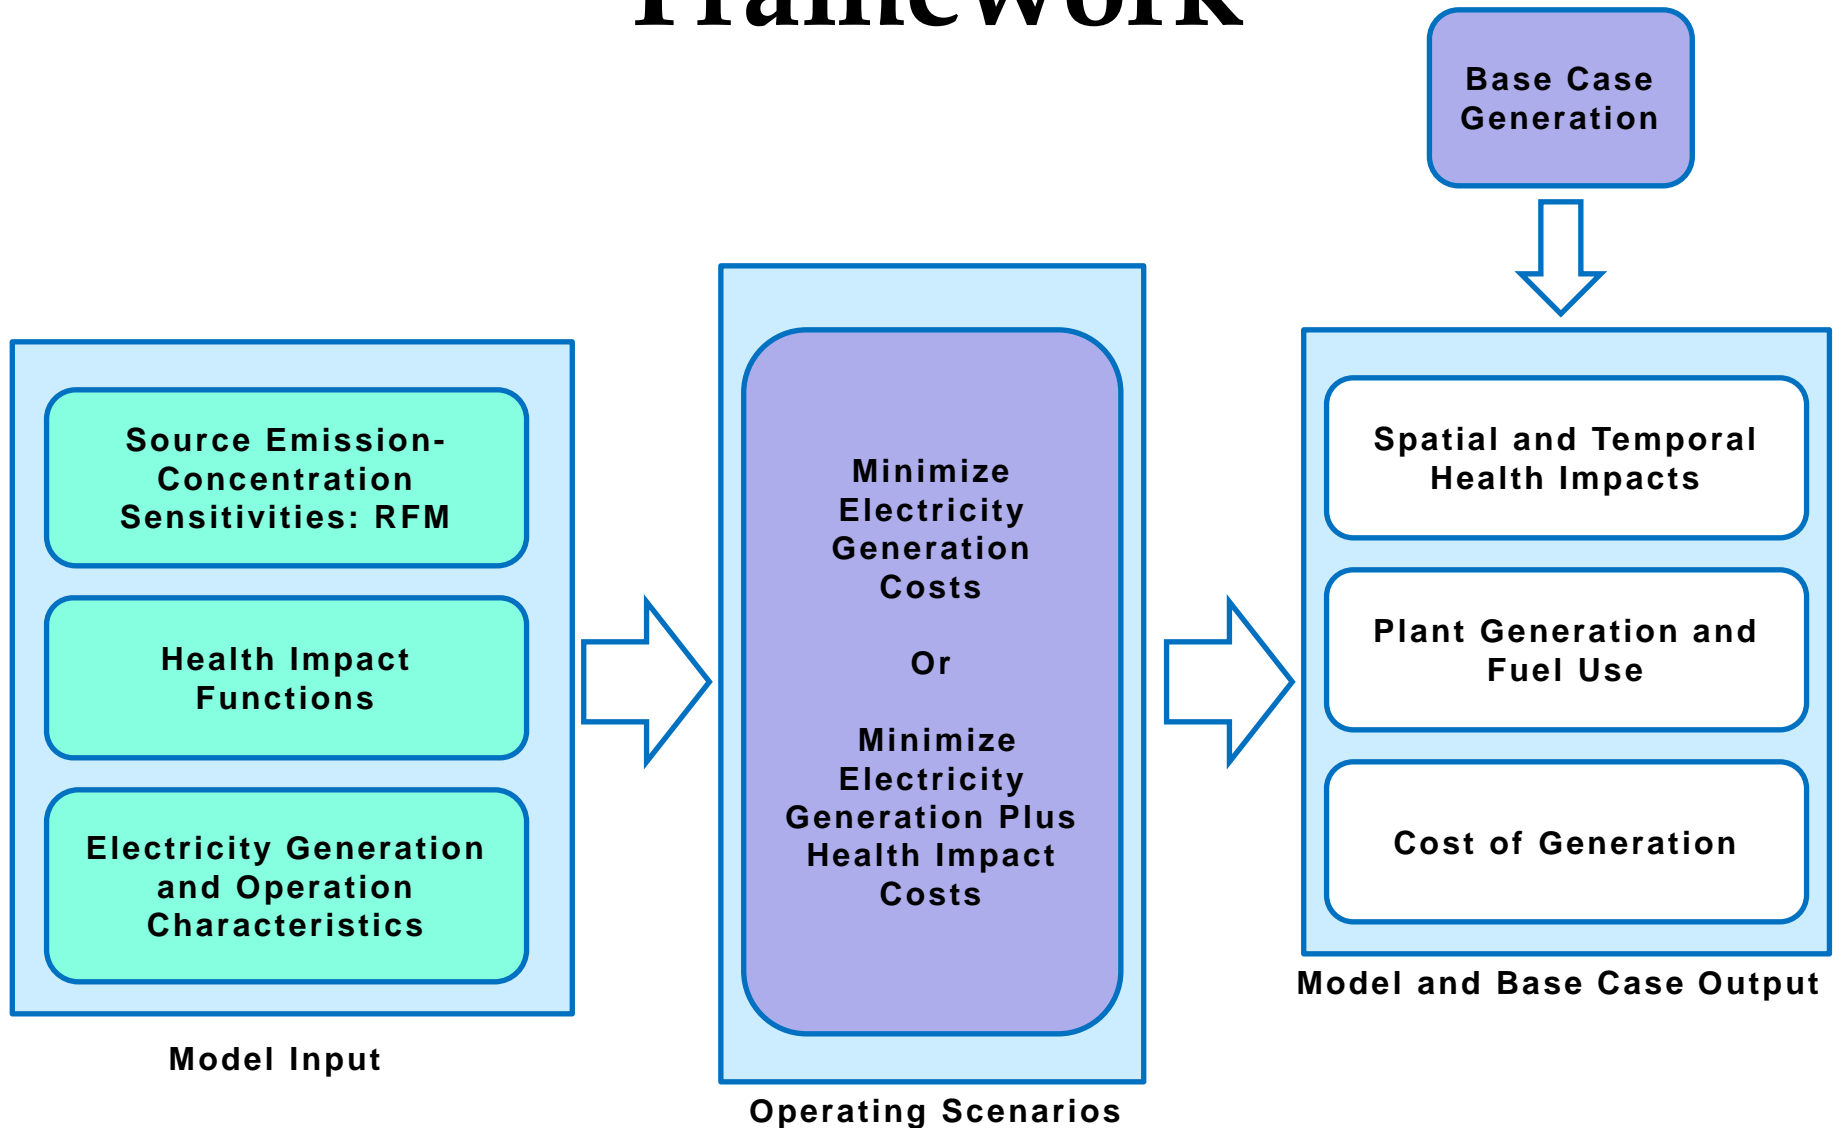 Framework
Base Case
Generation
Source Emission-
Concentration
Sensitivities: RFM
Health Impact
Functions
Electricity Generation
and Operation
Characteristics
Model Input
Minimize
Electricity
Generation
Costs
Or
Minimize
Electricity
Generation Plus
Health Impact
Costs
Operating Scenarios
Spatial and Temporal
Health Impacts
Plant Generation and
Fuel Use
Cost of Generation
Model and Base Case Output